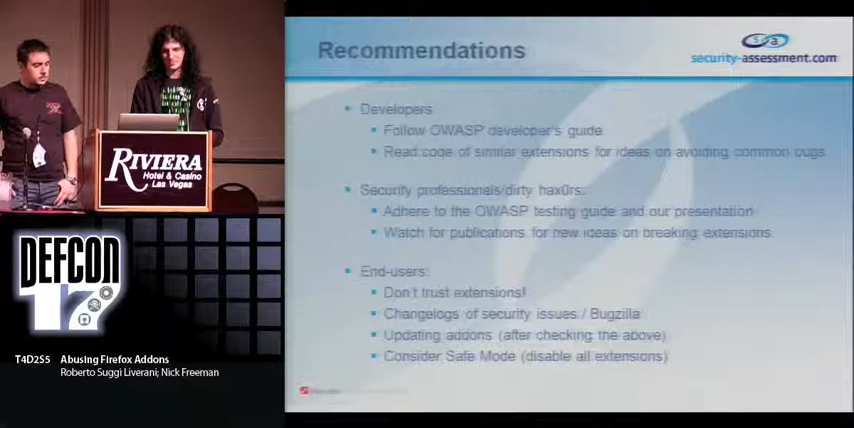 Recommendations
security-assessment.com
Developers
Follow OWASP developer's guide
Read code of similar extensions for ideas on avoiding common bugs
Security professionals/dirty hax0rs:
Adhere to the OWASP testing guide and our presentation
Watch for publications for new ideas on breaking extensions
End-users:
Don't trust extensions!
Changelogs of security issues / Bugzilla
Updating addons (after checking the above)
Consider Safe Mode (disable all extensions)
RIVIERA
Hotel & Casino
Las Vegas
DEFCON
17
T4D2S5 Abusing Firefox Addons
Roberto Suggi Liverani; Nick Freeman